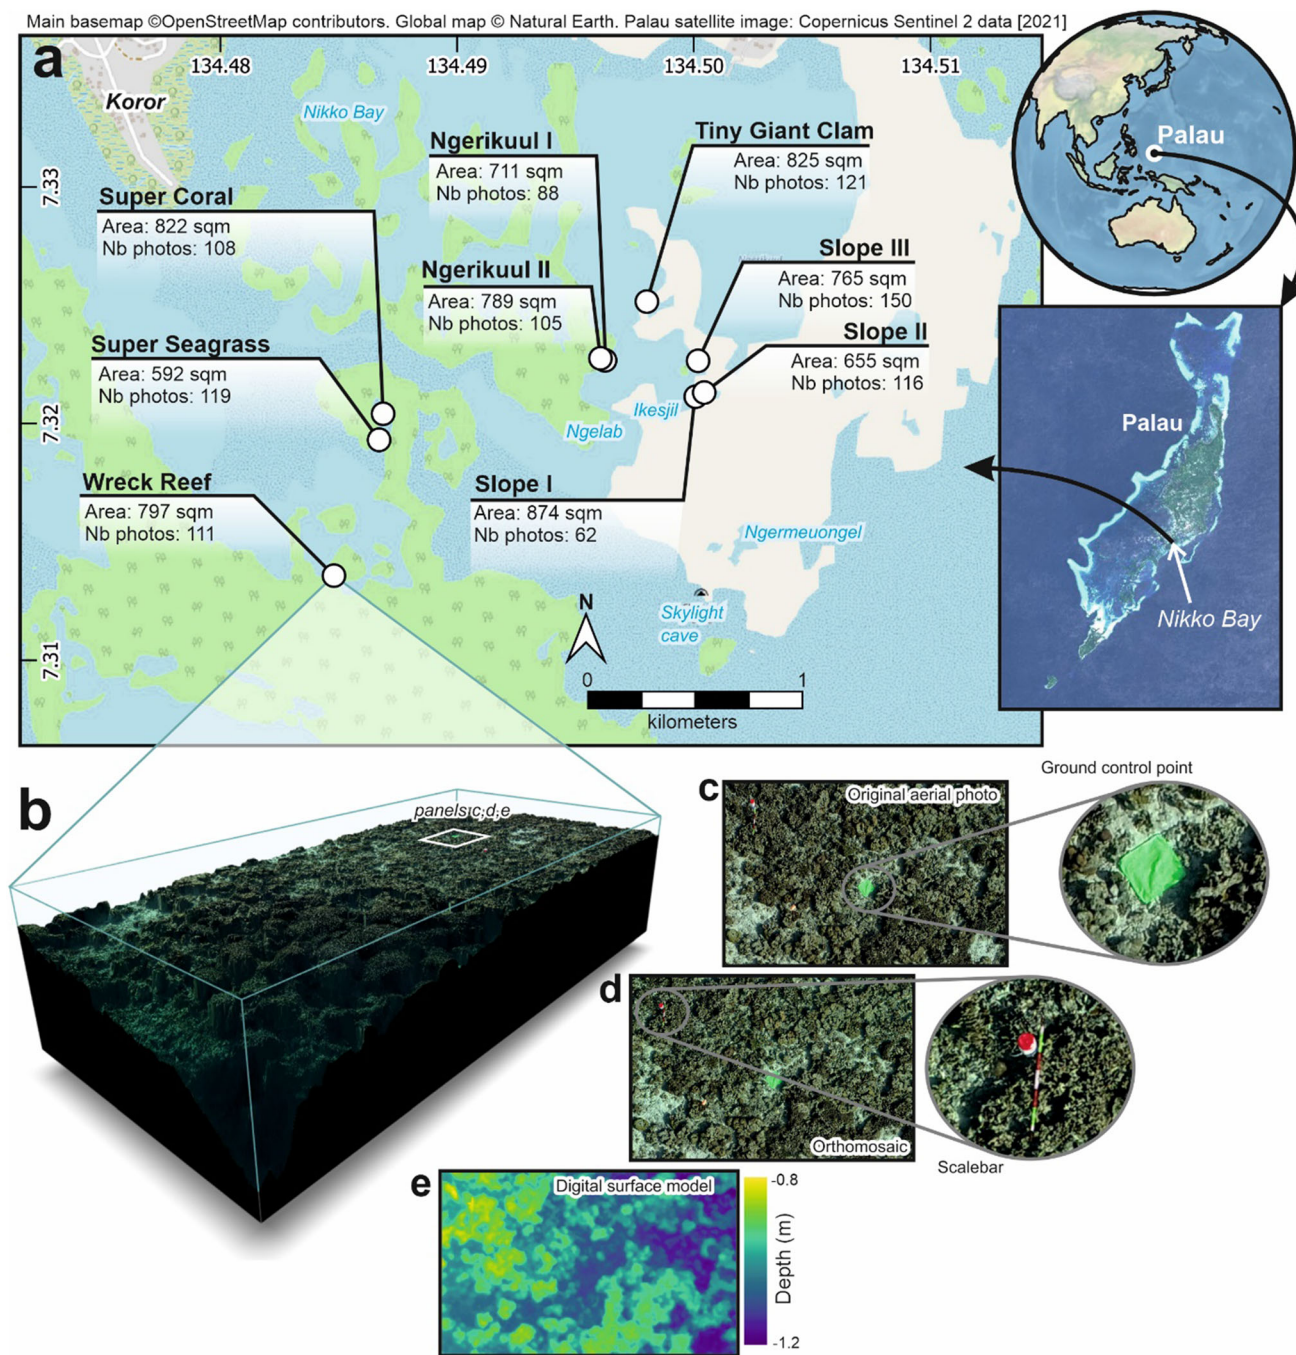 Main basemap ©OpenStreetMap contributors. Global map © Natural Earth. Palau satellite image: Copernicus Sentinel 2 data [2021]
a
134.48
134.49
134.50
134.51
7.33
7.32
7.31
Koror
Nikko Bay
Ngerikuul I
Area: 711 sqm
Nb photos: 88
Tiny Giant Clam
Area: 825 sqm
Nb photos: 121
Super Coral
Area: 822 sqm
Nb photos: 108
Ngerikuul II
Area: 789 sqm
Nb photos: 105
Slope III
Area: 765 sqm
Nb photos: 150
Slope II
Area: 655 sqm
Nb photos: 116
Super Seagrass
Area: 592 sqm
Nb photos: 119
Ikesjil
Ngelab
Wreck Reef
Area: 797 sqm
Nb photos: 111
Slope I
Area: 874 sqm
Nb photos: 62
Ngermeuongel
Skylight
cave
N
0
1
kilometers
Palau
Palau
Nikko Bay
b
panels c;d;e
c
Original aerial photo
Ground control point
d
Orthomosaic
Scalebar
e
Digital surface model
-0.8
Depth (m)
-1.2